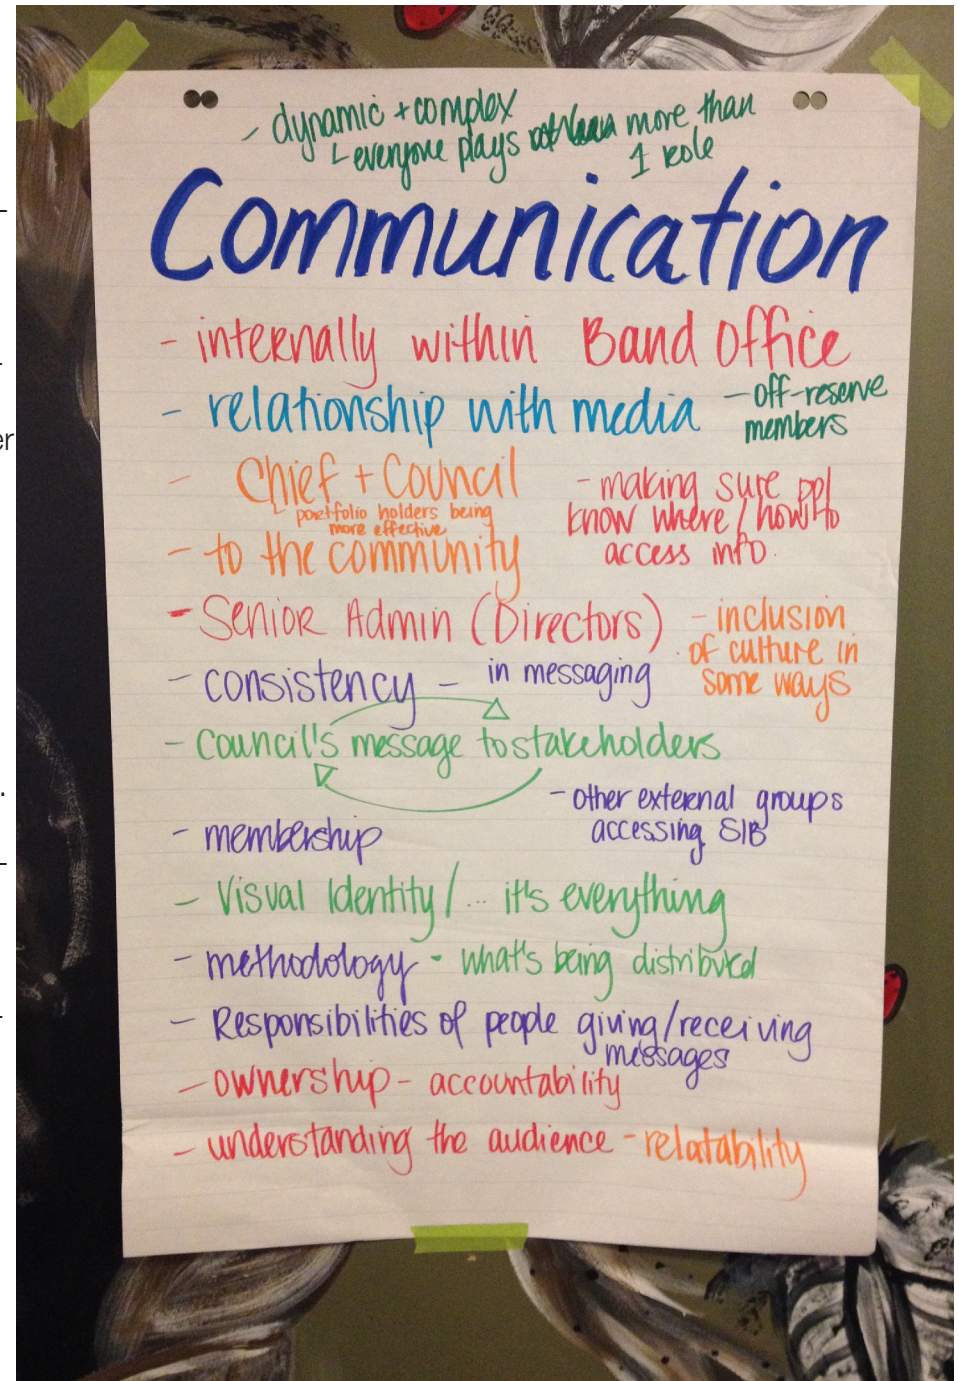 - dynamic + complex
- everyone plays more than
1 role
Communication
- internally within Band Office
- relationship with media
- off-reserve
members
- Chief + Council
- portfolio holders being
more effective
- making sure ppl
know where/how to
access info.
- to the community
- Senior Admin (Directors)
- inclusion
of culture in
some ways
- consistency - in messaging
- Council's message to stakeholders
- other external groups
accessing SIB
- membership
- Visual Identity/... it's everything
- methodology - what's being distributed
- Responsibilities of people giving/receiving
messages
- ownership - accountability
- understanding the audience - relatability
er